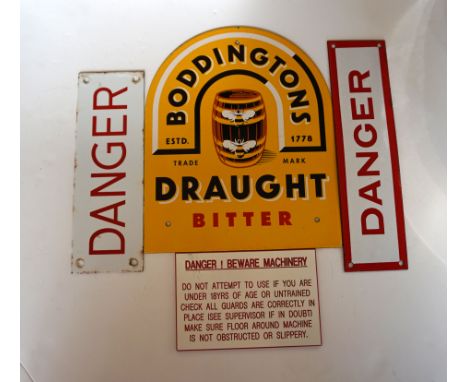 DANGER
BODDINGTONS
ESTD. 1778
TRADE MARK
DRAUGHT
BITTER
DANGER
DANGER ! BEWARE MACHINERY
DO NOT ATTEMPT TO USE IF YOU ARE
UNDER 18YRS OF AGE OR UNTRAINED
CHECK ALL GUARDS ARE CORRECTLY IN
PLACE (SEE SUPERVISOR IF IN DOUBT)
MAKE SURE FLOOR AROUND MACHINE
IS NOT OBSTRUCTED OR SLIPPERY.